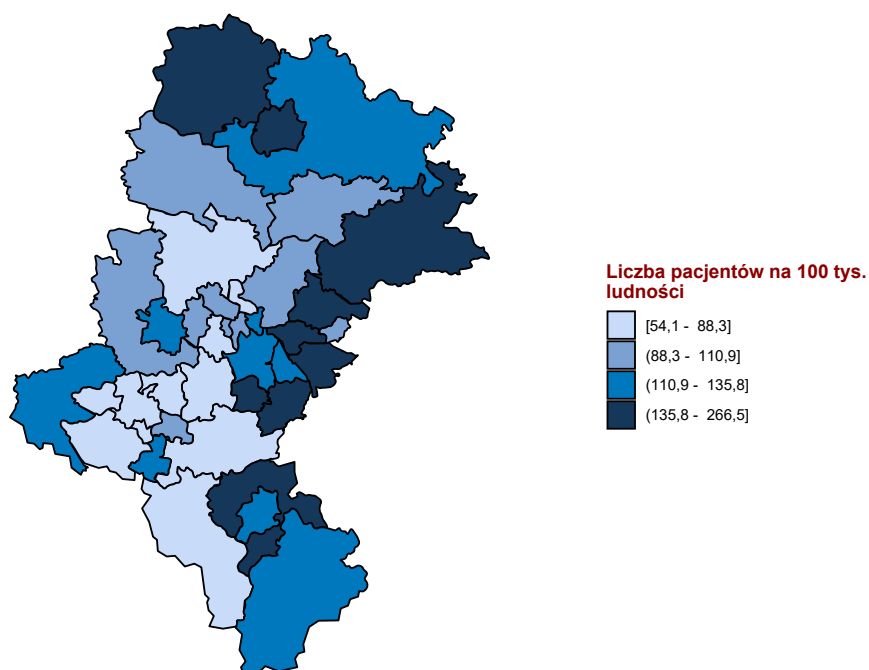 Liczba pacjentów na 100 tys.
ludności
[54,1 - 88,3]
(88,3 - 110,9]
(110,9 - 135,8]
(135,8 - 266,5]